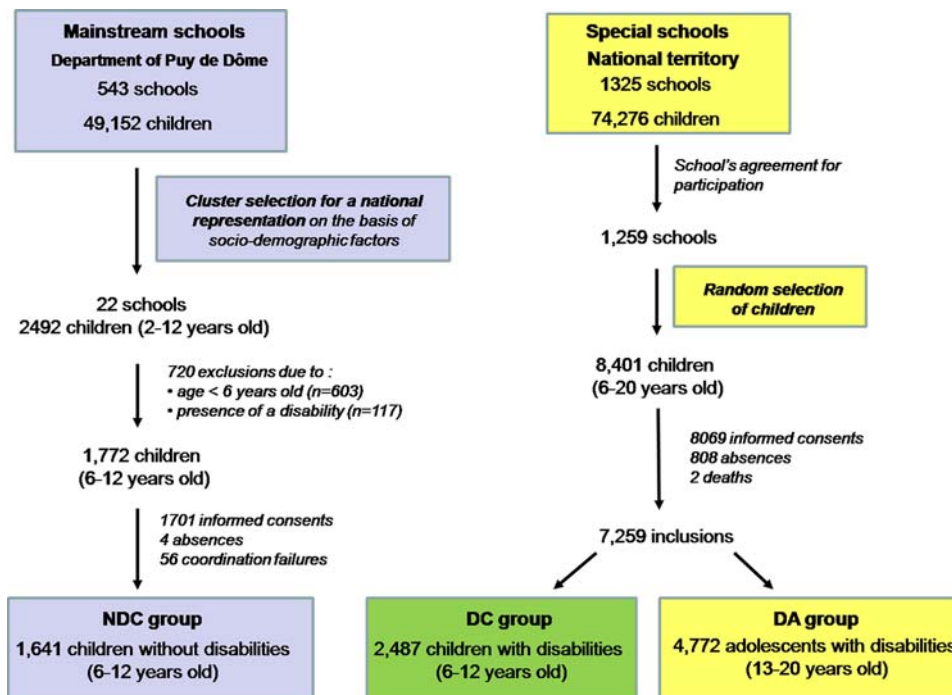 Mainstream schools
Department of Puy de Dôme
543 schools
49,152 children
Cluster selection for a national
representation on the basis of
socio-demographic factors
22 schools
2492 children (2-12 years old)
720 exclusions due to :
• age < 6 years old (n=603)
• presence of a disability (n=117)
1,772 children
(6-12 years old)
1701 informed consents
4 absences
56 coordination failures
NDC group
1,641 children without disabilities
(6-12 years old)
Special schools
National territory
1325 schools
74,276 children
School's agreement for
participation
1,259 schools
Random selection
of children
8,401 children
(6-20 years old)
8069 informed consents
808 absences
2 deaths
7,259 inclusions
DC group
2,487 children with disabilities
(6-12 years old)
DA group
4,772 adolescents with disabilities
(13-20 years old)